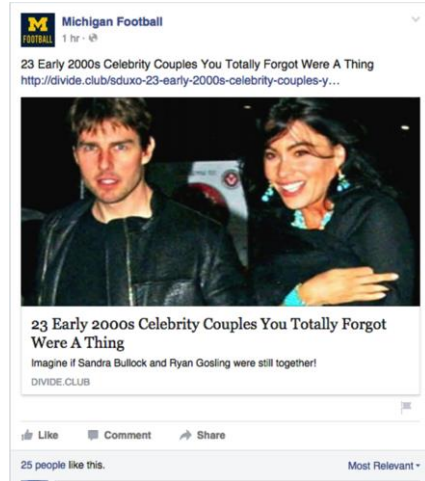 M
FOOTBALL
Michigan Football
1 hr ·
23 Early 2000s Celebrity Couples You Totally Forgot Were A Thing
http://divide.club/sduxo-23-early-2000s-celebrity-couples-y...
23 Early 2000s Celebrity Couples You Totally Forgot
Were A Thing
Imagine if Sandra Bullock and Ryan Gosling were still together!
DIVIDE.CLUB
Like Comment Share
25 people like this. Most Relevant